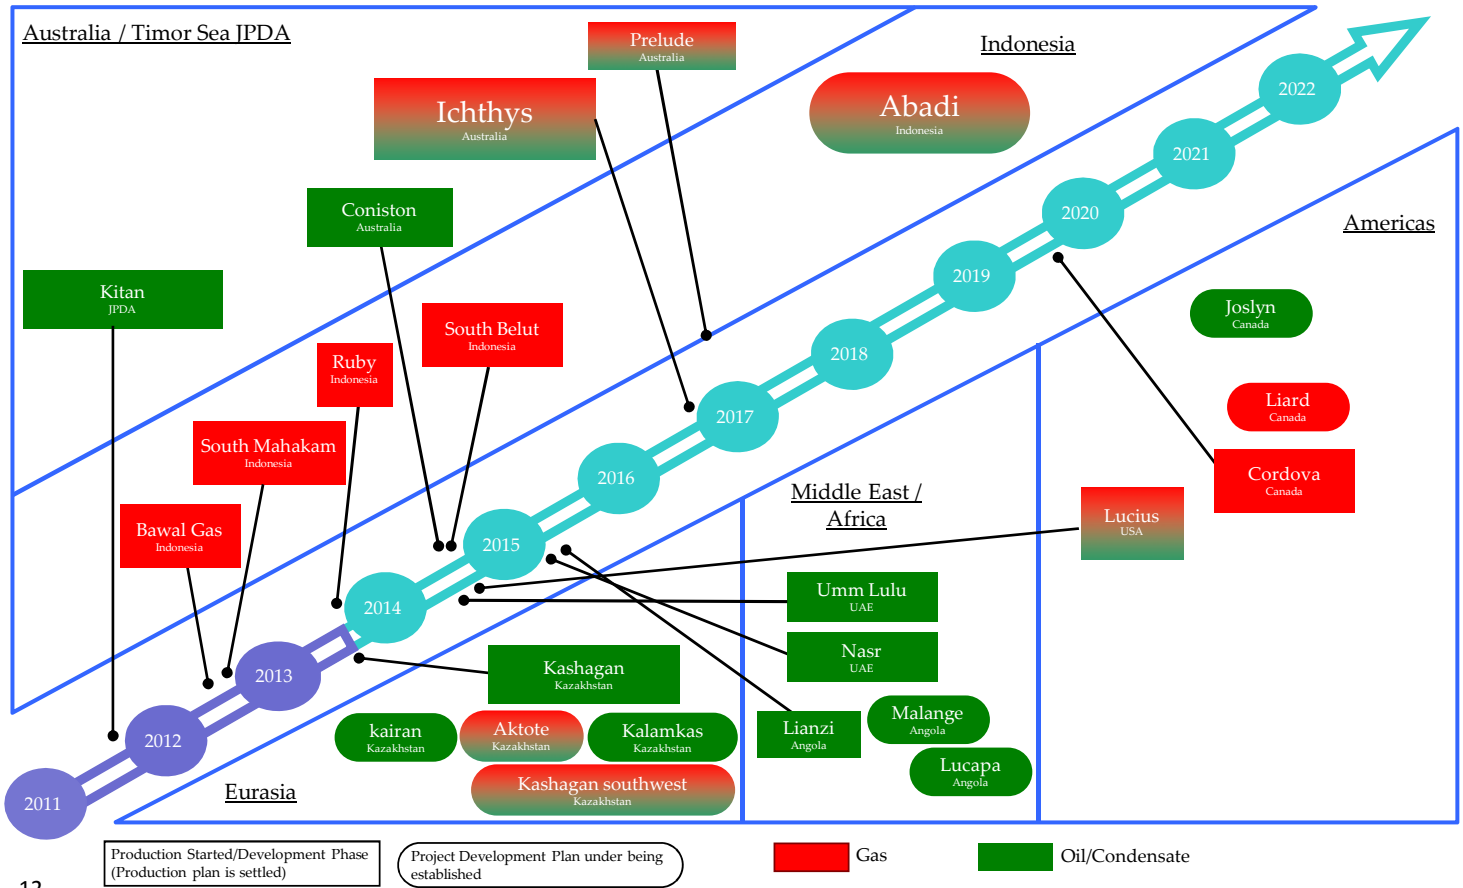 Australia / Timor Sea JPDA
Prelude
Australia
Indonesia
Ichthys
Australia
Abadi
Indonesia
2022
2021
2020
2019
2018
2017
2016
2015
2014
2013
2012
2011
Americas
Coniston
Australia
Kitan
JPDA
South Belut
Indonesia
Ruby
Indonesia
South Mahakam
Indonesia
Bawal Gas
Indonesia
Joslyn
Canada
Liard
Canada
Cordova
Canada
Lucius
USA
Middle East /
Africa
Umm Lulu
UAE
Nasr
UAE
Lianzi
Angola
Malange
Angola
Lucapa
Angola
Kashagan
Kazakhstan
kairan
Kazakhstan
Aktote
Kazakhstan
Kalamkas
Kazakhstan
Kashagan southwest
Kazakhstan
Eurasia
Production Started/Development Phase
(Production plan is settled)
Project Development Plan under being
established
Gas
Oil/Condensate
12